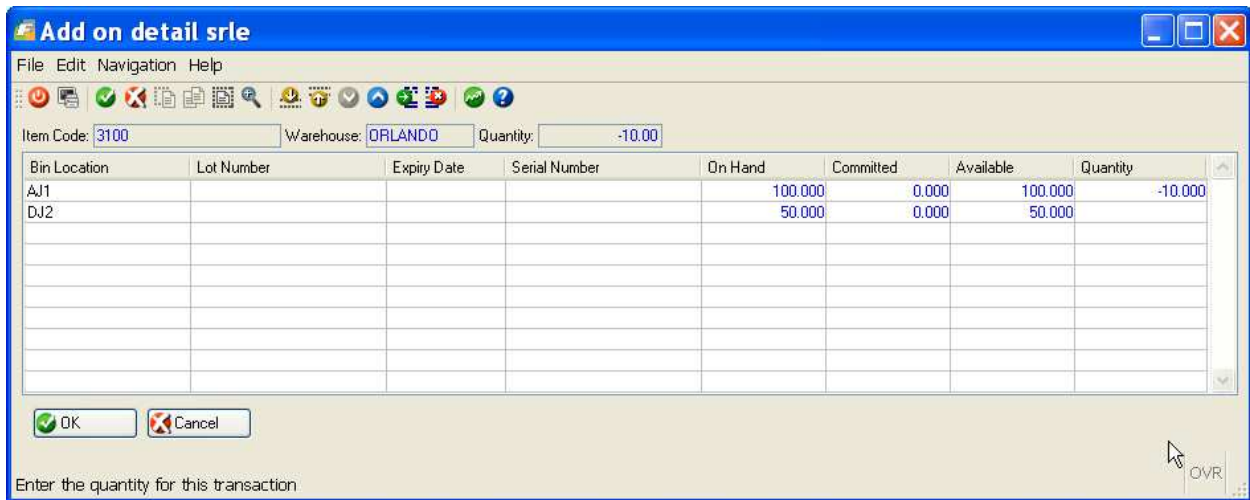 Add on detail srle
File Edit Navigation Help
Item Code: 3100 Warehouse: ORLANDO Quantity: -10.00
Bin Location Lot Number Expiry Date Serial Number On Hand Committed Available Quantity
AJ1 100.000 0.000 100.000 -10.000
DJ2 50.000 0.000 50.000
OK Cancel
OVR
Enter the quantity for this transaction